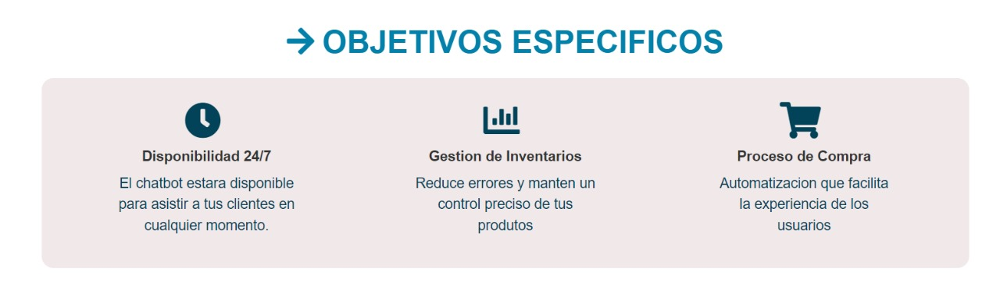 OBJETIVOS ESPECIFICOS
Disponibilidad 24/7
El chatbot estara disponible
para asistir a tus clientes en
cualquier momento.
Gestion de Inventarios
Reduce errores y manten un
control preciso de tus
produtos
Proceso de Compra
Automatizacion que facilita
la experiencia de los
usuarios